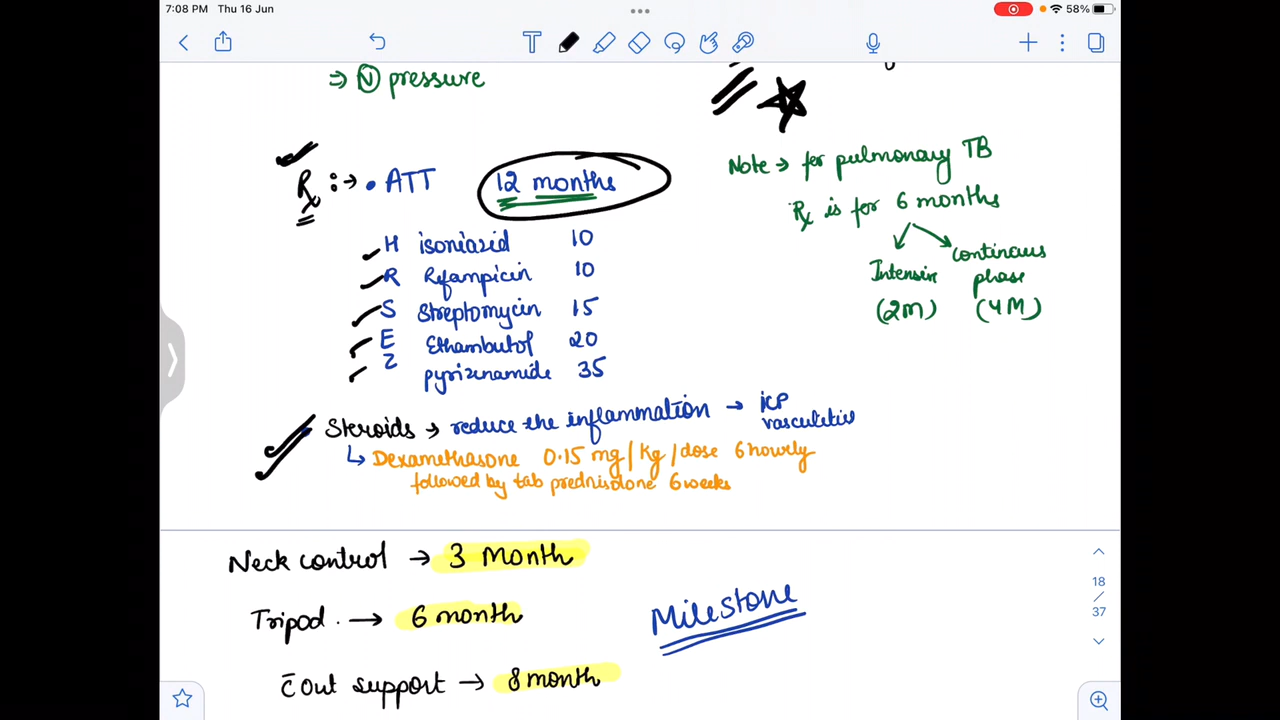 7:08 PM Thu 16 Jun
58%
T
⇒ Ⓝ pressure
Rx :→ • ATT 12 months
H isoniazid 10
R Rifampicin 10
S Streptomycin 15
E Ethambutol 20
Z pyrizenamide 35
Note → for pulmonary TB
Rx is for 6 months
Intensiv continous
phase
(2M) (4M)
Steroids → reduce the inflammation → icp
vasculitis
↳ Dexamethasone 0.15 mg/kg/dose 6 hourly
followed by tab prednisolone 6 weeks
Neck control → 3 Month
Tripod. → 6 month
Milestone
c̄ out support → 8 month
18
/
37